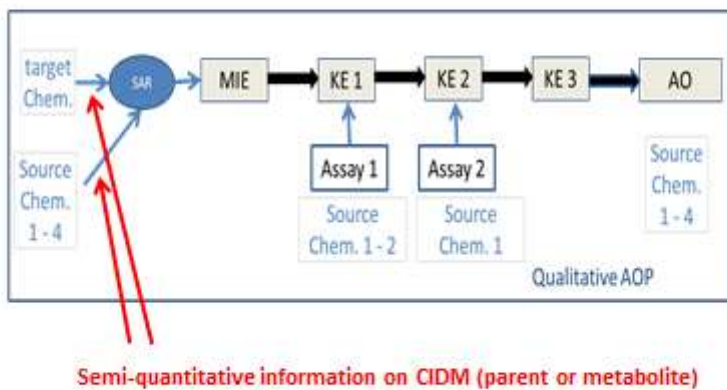 target
Chem.
SAR
MIE
KE 1
KE 2
KE 3
AO
Source
Chem.
1 - 4
Assay 1
Assay 2
Source
Chem. 1 - 2
Source
Chem. 1
Source
Chem.
1 - 4
Qualitative AOP
Semi-quantitative information on CIDM (parent or metabolite)